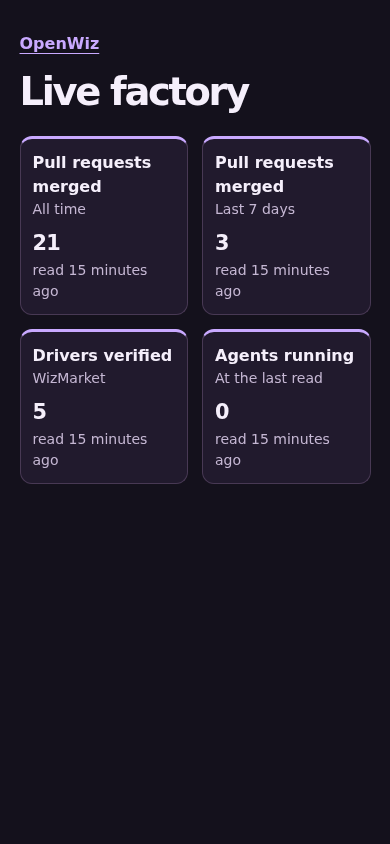 OpenWiz
Live factory
Pull requests
merged
All time
21
read 15 minutes
ago
Pull requests
merged
Last 7 days
3
read 15 minutes
ago
Drivers verified
WizMarket
5
read 15 minutes
ago
Agents running
At the last read
0
read 15 minutes
ago